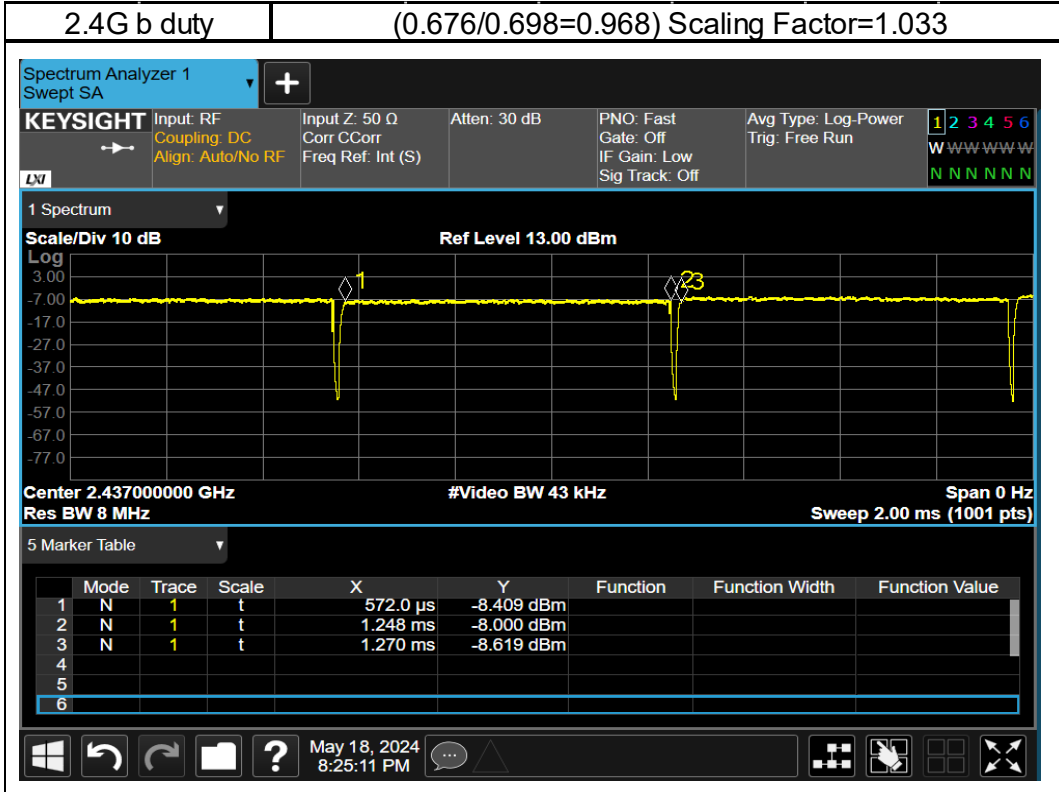 2.4G b duty (0.676/0.698=0.968) Scaling Factor=1.033
Spectrum Analyzer 1
Swept SA
+
KEYSIGHT Input: RF Input Z: 50 Ω Atten: 30 dB PNO: Fast Avg Type: Log-Power 1 2 3 4 5 6
Coupling: DC Corr CCorr Gate: Off Trig: Free Run W W W W W W
Align: Auto/No RF Freq Ref: Int (S) IF Gain: Low
LXI Sig Track: Off N N N N N N
1 Spectrum
Scale/Div 10 dB Ref Level 13.00 dBm
Log
3.00
-7.00
-17.0
-27.0
-37.0
-47.0
-57.0
-67.0
-77.0
1
2 3
Center 2.437000000 GHz #Video BW 43 kHz Span 0 Hz
Res BW 8 MHz Sweep 2.00 ms (1001 pts)
5 Marker Table
Mode Trace Scale X Y Function Function Width Function Value
1 N 1 t 572.0 µs -8.409 dBm
2 N 1 t 1.248 ms -8.000 dBm
3 N 1 t 1.270 ms -8.619 dBm
4
5
6
? May 18, 2024
8:25:11 PM